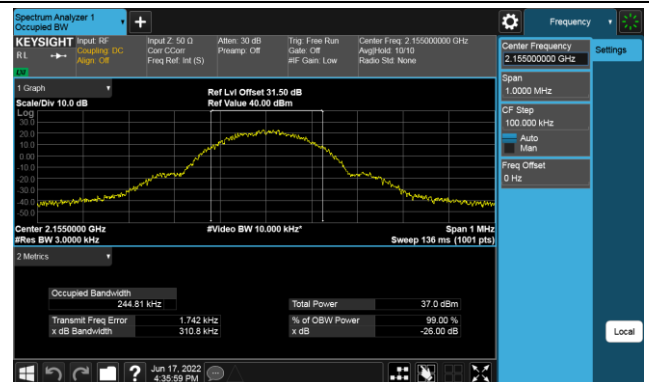 Spectrum Analyzer 1
Occupied BW
Frequency
KEYSIGHT
RL
Input: RF
Coupling: DC
Align: Off
Input Z: 50 Ω
Corr CCorr
Freq Ref: Int (S)
Atten: 30 dB
Preamp: Off
Trig: Free Run
Gate: Off
#IF Gain: Low
Center Freq: 2.155000000 GHz
Avg|Hold: 10/10
Radio Std: None
Center Frequency
2.155000000 GHz
Settings
Span
1.0000 MHz
CF Step
100.000 kHz
Auto
Man
Freq Offset
0 Hz
Local
1 Graph
Scale/Div 10.0 dB
Ref Lvl Offset 31.50 dB
Ref Value 40.00 dBm
Log
30.0
20.0
10.0
0.00
-10.0
-20.0
-30.0
-40.0
-50.0
Center 2.1550000 GHz
#Res BW 3.0000 kHz
#Video BW 10.000 kHz*
Span 1 MHz
Sweep 136 ms (1001 pts)
2 Metrics
Occupied Bandwidth
244.81 kHz
Total Power 37.0 dBm
Transmit Freq Error 1.742 kHz
% of OBW Power 99.00 %
x dB Bandwidth 310.8 kHz
x dB -26.00 dB
?
Jun 17, 2022
4:35:59 PM